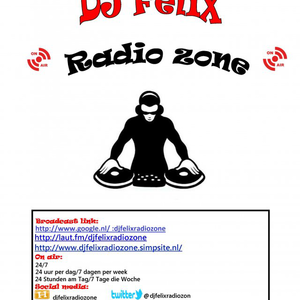 DJ Felix
ON AIR
ON AIR
Radio zone
Broadcast link:
http://www.google.nl/ :djfelixradiozone
http://laut.fm/djfelixradiozone
http://www.djfelixradiozone.simpsite.nl/
On air:
24/7
24 uur per dag/7 dagen per week
24 Stunden am Tag/7 Tage die Woche
Social media:
djfelixradiozone twitter @djfelixradiozone